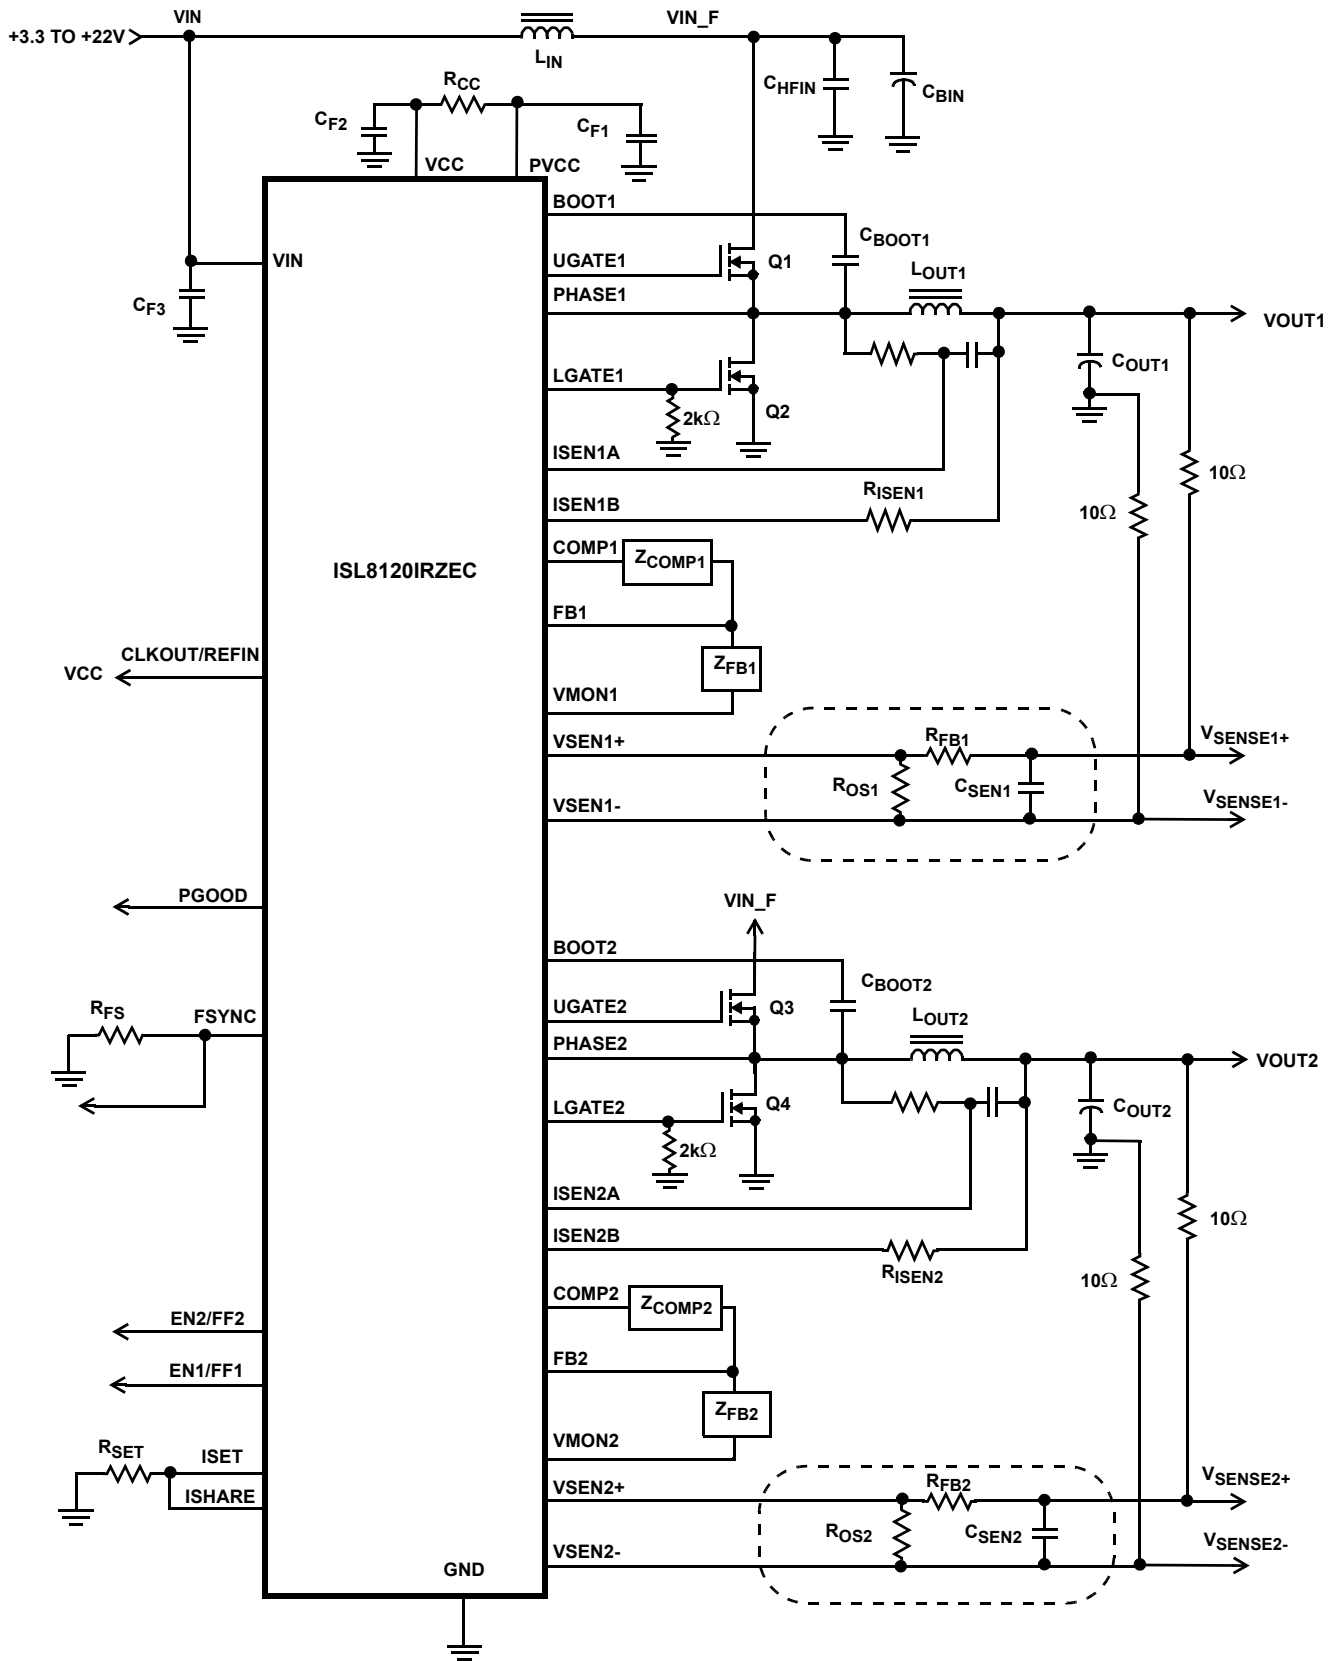 VIN
VIN_F
+3.3 TO +22V
LIN
RCC
CHFIN
CBIN
CF2
CF1
VCC
PVCC
BOOT1
CBOOT1
VIN
UGATE1
Q1
LOUT1
CF3
PHASE1
VOUT1
COUT1
LGATE1
Q2
2kΩ
ISEN1A
10Ω
RISEN1
ISEN1B
10Ω
COMP1
ZCOMP1
ISL8120IRZEC
FB1
CLKOUT/REFIN
VCC
ZFB1
VMON1
VSEN1+
RFB1
VSENSE1+
ROS1
CSEN1
VSEN1-
VSENSE1-
PGOOD
VIN_F
BOOT2
CBOOT2
RFS
FSYNC
UGATE2
Q3
LOUT2
PHASE2
VOUT2
LGATE2
Q4
COUT2
2kΩ
ISEN2A
10Ω
ISEN2B
RISEN2
10Ω
COMP2
ZCOMP2
EN2/FF2
FB2
EN1/FF1
ZFB2
RSET
ISET
VMON2
ISHARE
VSEN2+
RFB2
VSENSE2+
ROS2
CSEN2
VSEN2-
VSENSE2-
GND